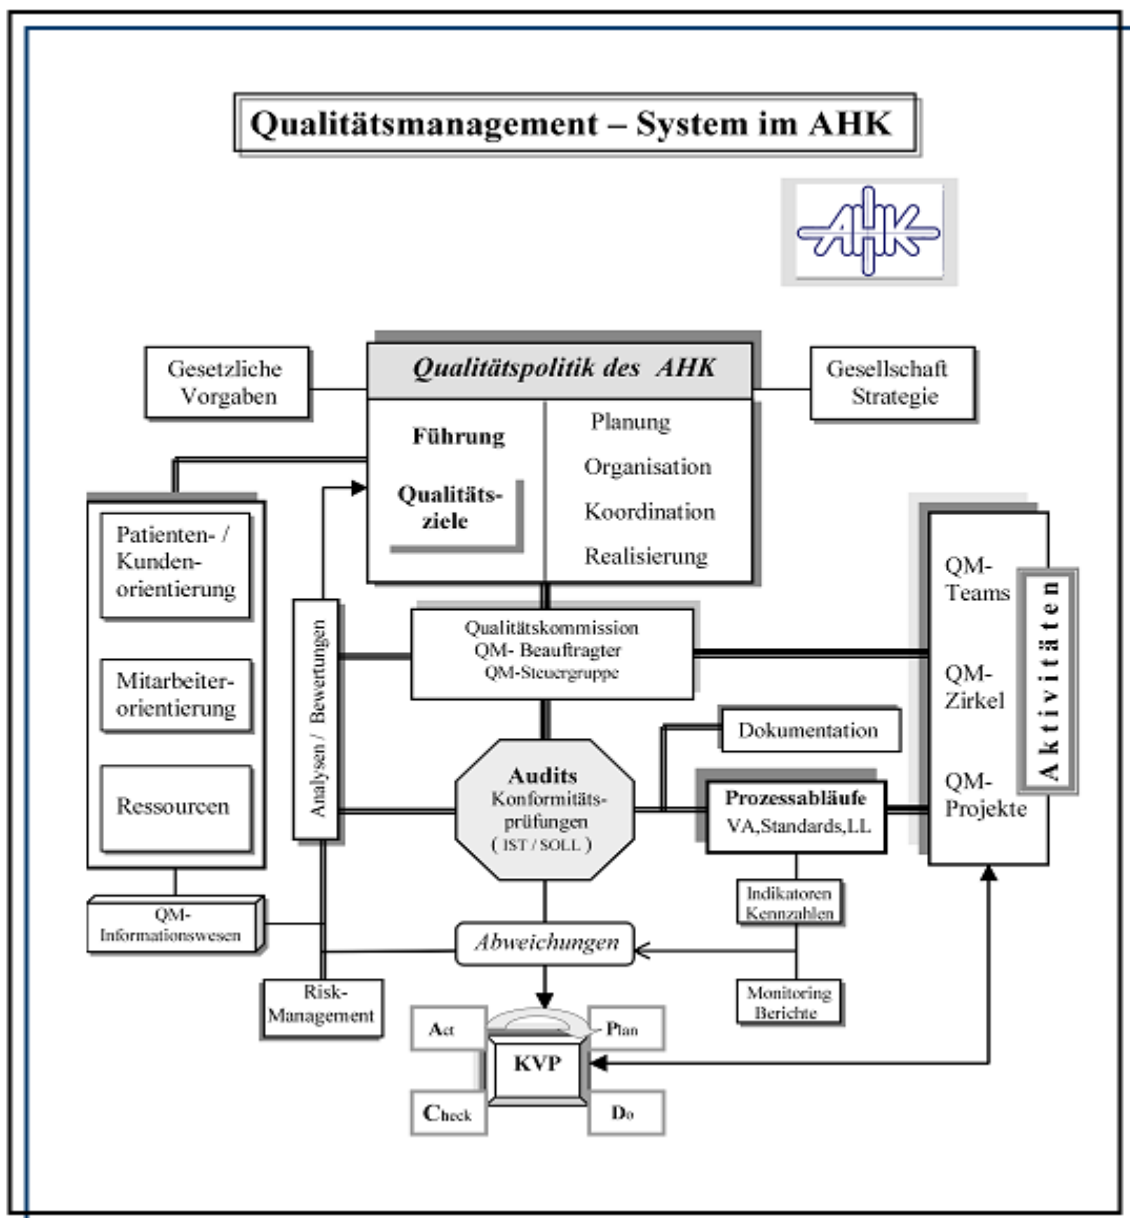 Qualitätsmanagement – System im AHK
AHK
Gesetzliche
Vorgaben
Qualitätspolitik des AHK
Gesellschaft
Strategie
Führung
Qualitäts-
ziele
Planung
Organisation
Koordination
Realisierung
Patienten- /
Kunden-
orientierung
Mitarbeiter-
orientierung
Ressourcen
QM-
Informationswesen
Analysen / Bewertungen
Risk-
Management
Qualitätskommission
QM- Beauftragter
QM-Steuergruppe
Audits
Konformitäts-
prüfungen
( IST / SOLL )
Dokumentation
Prozessabläufe
VA,Standards,LL
Indikatoren
Kennzahlen
Monitoring
Berichte
QM-
Teams
QM-
Zirkel
QM-
Projekte
Aktivitäten
Abweichungen
Act
Plan
KVP
Check
Do